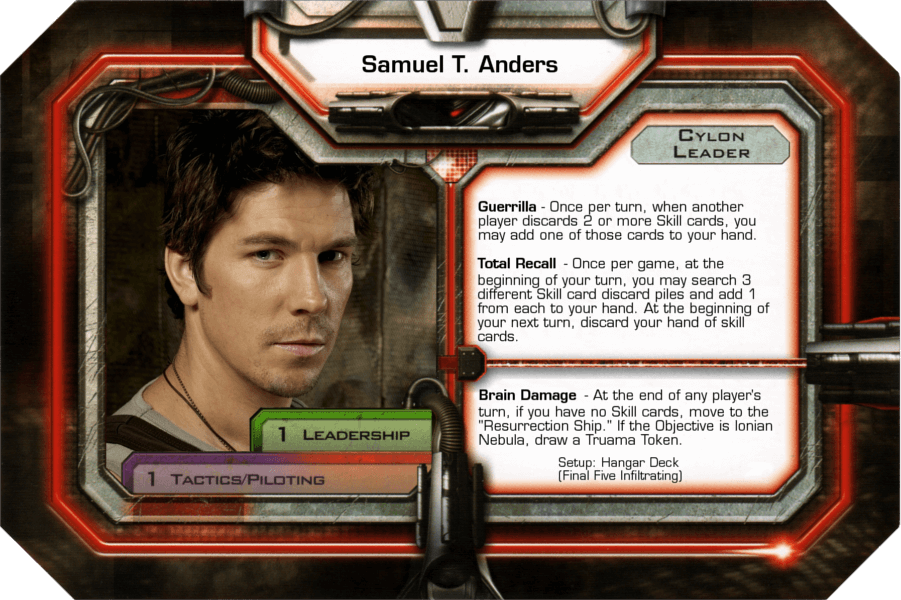 Samuel T. Anders
CYLON
LEADER
Guerrilla - Once per turn, when another
player discards 2 or more Skill cards, you
may add one of those cards to your hand.
Total Recall - Once per game, at the
beginning of your turn, you may search 3
different Skill card discard piles and add 1
from each to your hand. At the beginning of
your next turn, discard your hand of skill
cards.
Brain Damage - At the end of any player's
turn, if you have no Skill cards, move to the
"Resurrection Ship." If the Objective is Ionian
Nebula, draw a Truama Token.
Setup: Hangar Deck
(Final Five Infiltrating)
1 LEADERSHIP
1 TACTICS/PILOTING